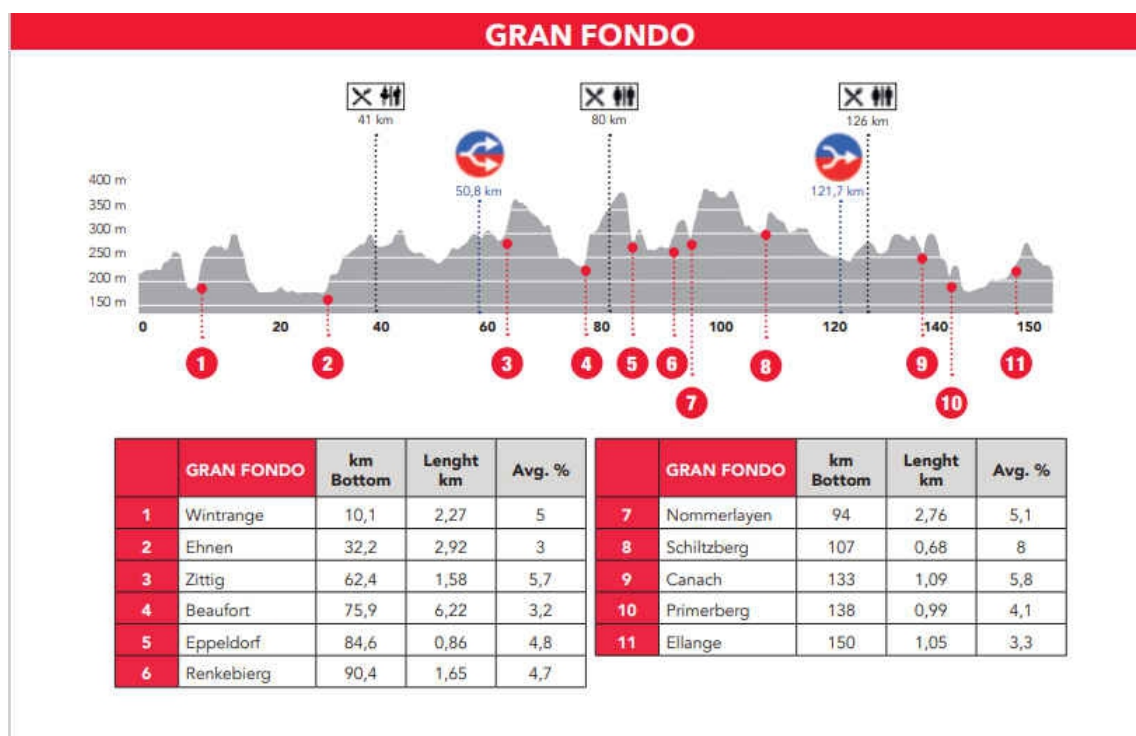 GRAN FONDO
41 km
80 km
126 km
50,8 km
121,7 km
400 m
350 m
300 m
250 m
200 m
150 m
0 20 40 60 80 100 120 140 150
1 2 3 4 5 6 7 8 9 10 11
GRAN FONDO km Bottom Lenght km Avg. %
1 Wintrange 10,1 2,27 5
2 Ehnen 32,2 2,92 3
3 Zittig 62,4 1,58 5,7
4 Beaufort 75,9 6,22 3,2
5 Eppeldorf 84,6 0,86 4,8
6 Renkebierg 90,4 1,65 4,7
GRAN FONDO km Bottom Lenght km Avg. %
7 Nommerlayen 94 2,76 5,1
8 Schiltzberg 107 0,68 8
9 Canach 133 1,09 5,8
10 Primerberg 138 0,99 4,1
11 Ellange 150 1,05 3,3